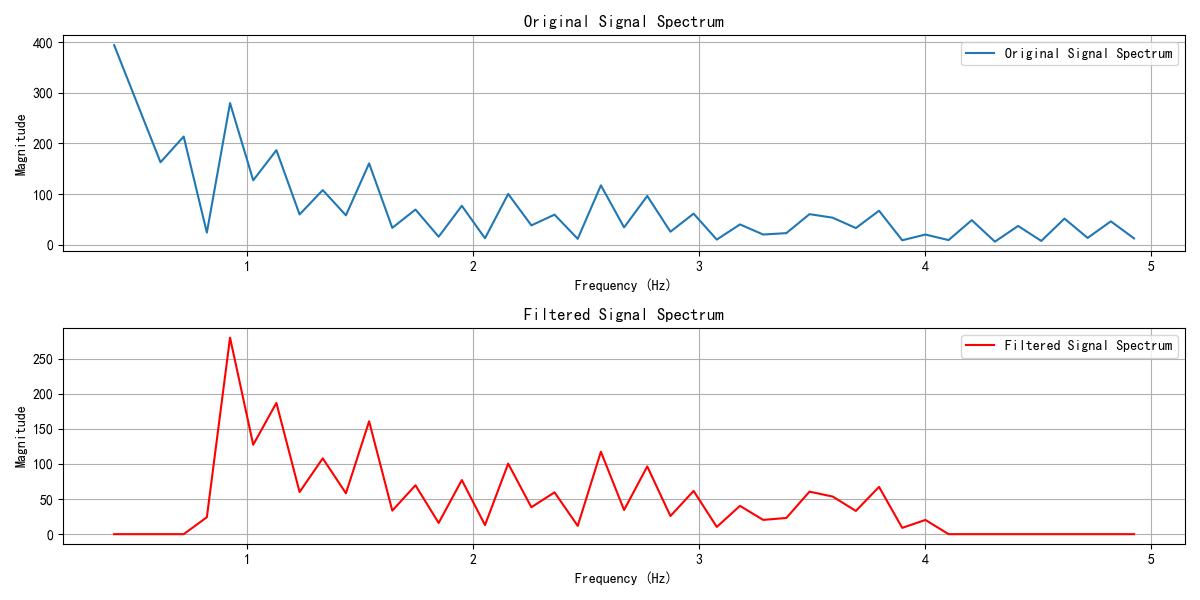 Original Signal Spectrum
400
300
200
100
0
Magnitude
Original Signal Spectrum
1 2 3 4 5
Frequency (Hz)
Filtered Signal Spectrum
250
200
150
100
50
0
Magnitude
Filtered Signal Spectrum
1 2 3 4 5
Frequency (Hz)